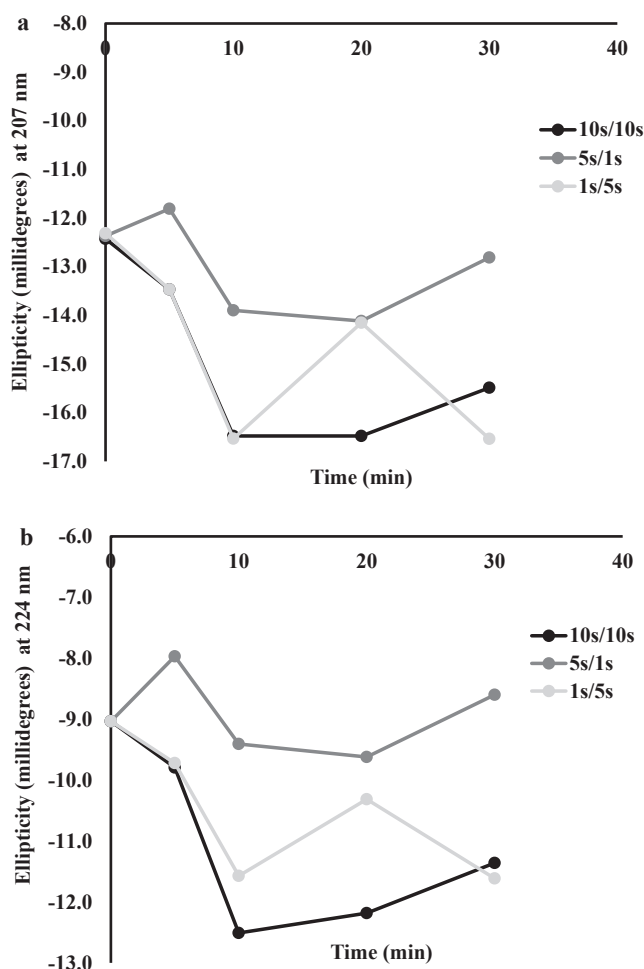 a
-8.0
0 10 20 30 40
-9.0
-10.0
-11.0
-12.0
-13.0
-14.0
-15.0
-16.0
-17.0
Ellipticity (millidegrees) at 207 nm
10s/10s
5s/1s
1s/5s
Time (min)
b
-6.0
0 10 20 30 40
-7.0
-8.0
-9.0
-10.0
-11.0
-12.0
-13.0
Ellipticity (millidegrees) at 224 nm
10s/10s
5s/1s
1s/5s
Time (min)